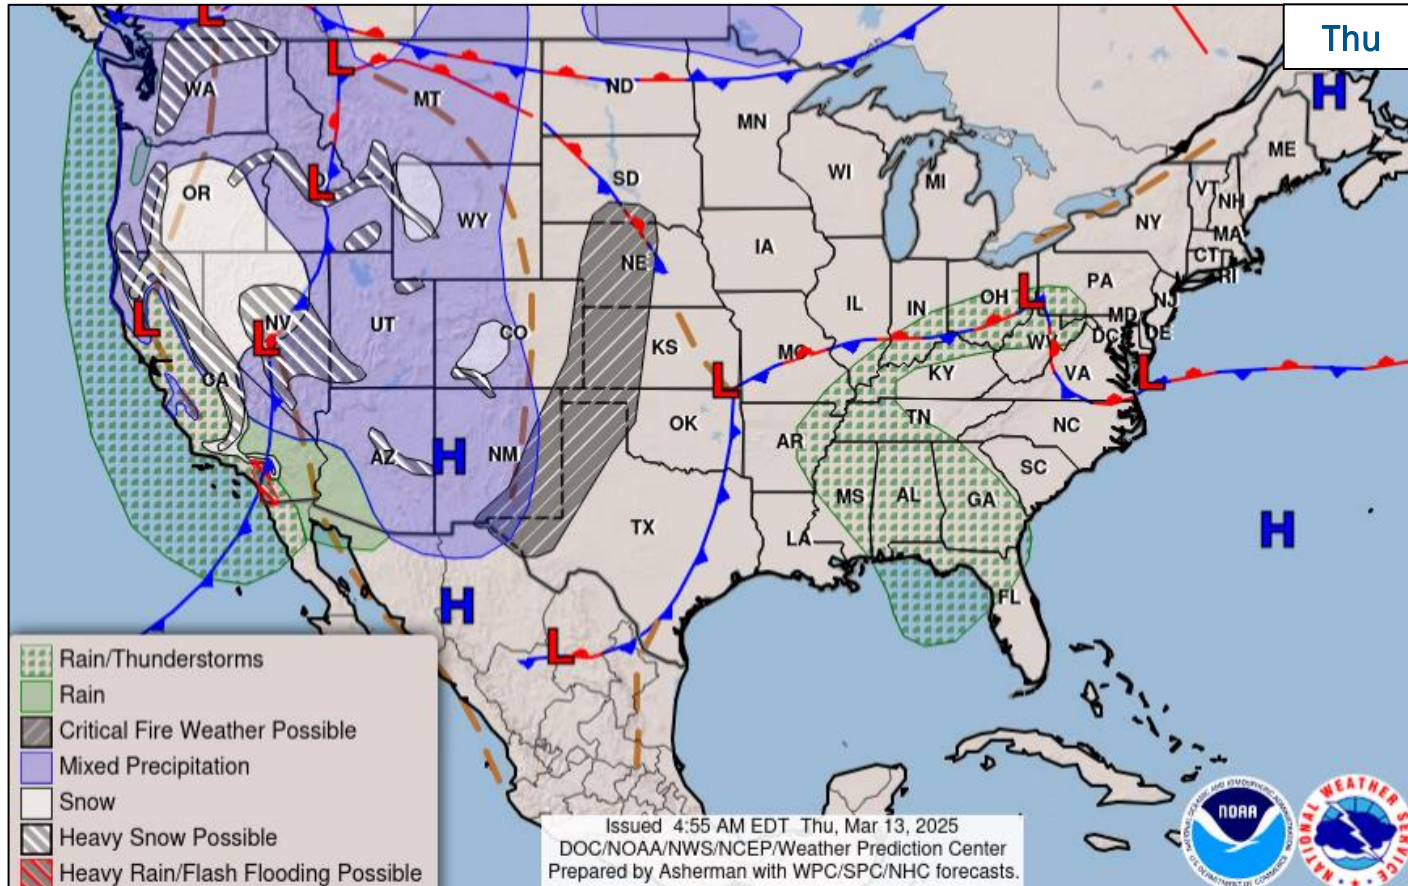 Thu
L
L
H
WA
MT
ND
MN
ME
OR
L
WY
SD
WI
MI
VT
NH
NY
MA
CT
RI
IA
NE
PA
NJ
OH
L
IL
IN
MD
DE
DC
WV
L
NV
L
UT
CO
KS
MO
KY
VA
L
CA
L
OK
TN
NC
AZ
H
NM
AR
SC
MS
AL
GA
TX
LA
H
H
FL
L
Rain/Thunderstorms
Rain
Critical Fire Weather Possible
Mixed Precipitation
Snow
Heavy Snow Possible
Heavy Rain/Flash Flooding Possible
Issued 4:55 AM EDT Thu, Mar 13, 2025
DOC/NOAA/NWS/NCEP/Weather Prediction Center
Prepared by Asherman with WPC/SPC/NHC forecasts.
NOAA
NATIONAL WEATHER SERVICE